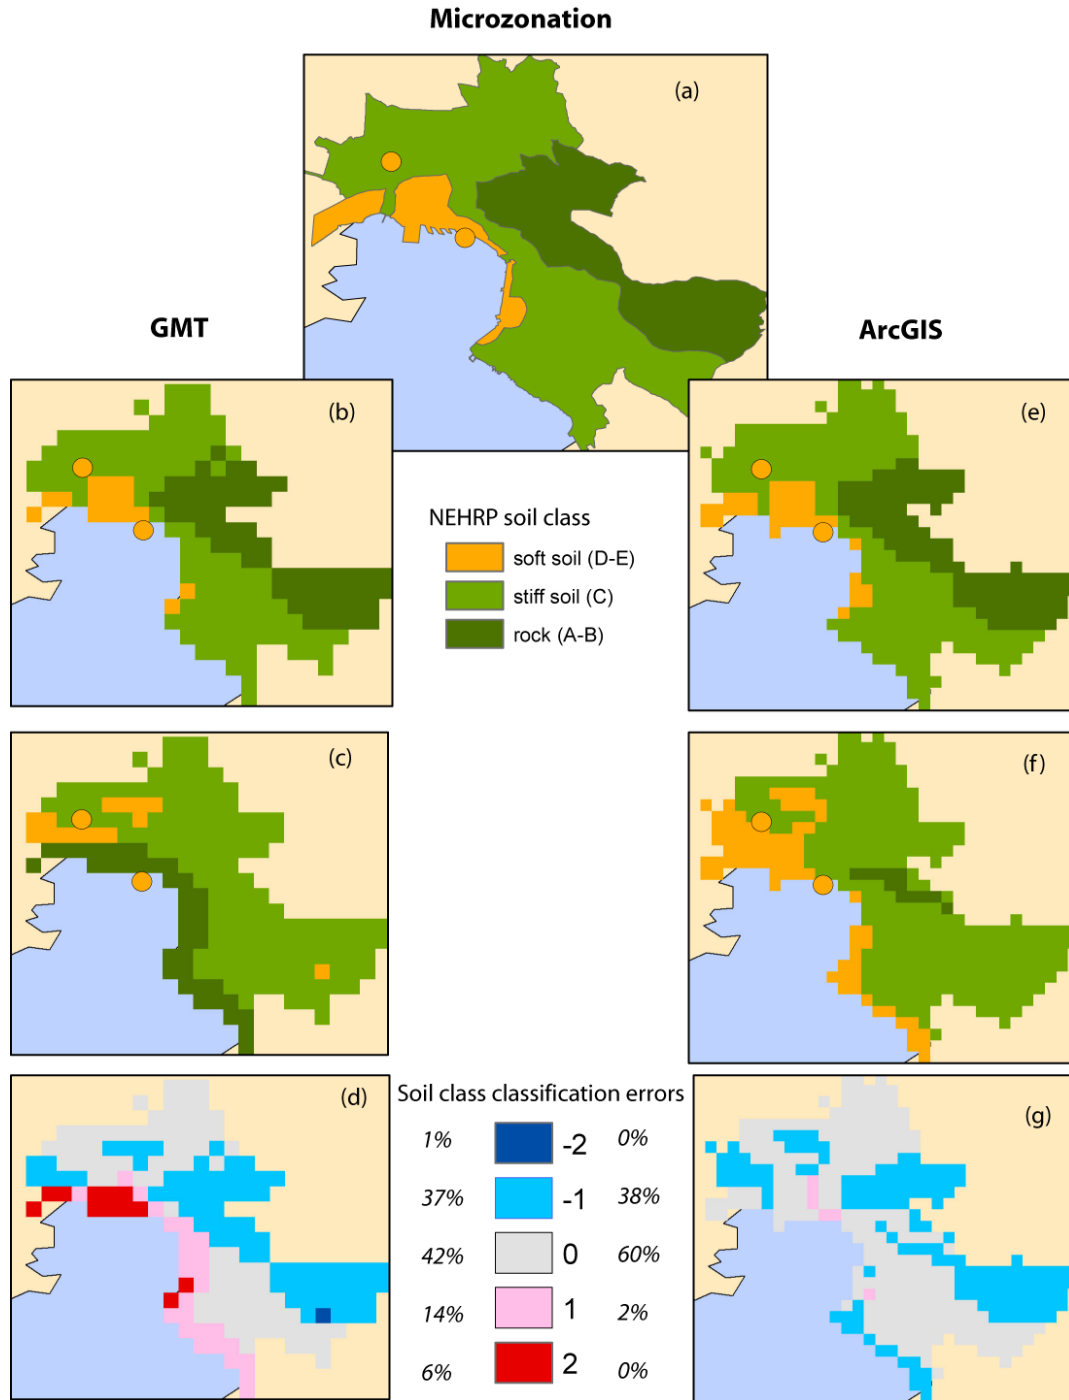 Microzonation
(a)
GMT
ArcGIS
(b)
(e)
NEHRP soil class
soft soil (D-E)
stiff soil (C)
rock (A-B)
(c)
(f)
(d)
Soil class classification errors
(g)
1% -2 0%
37% -1 38%
42% 0 60%
14% 1 2%
6% 2 0%